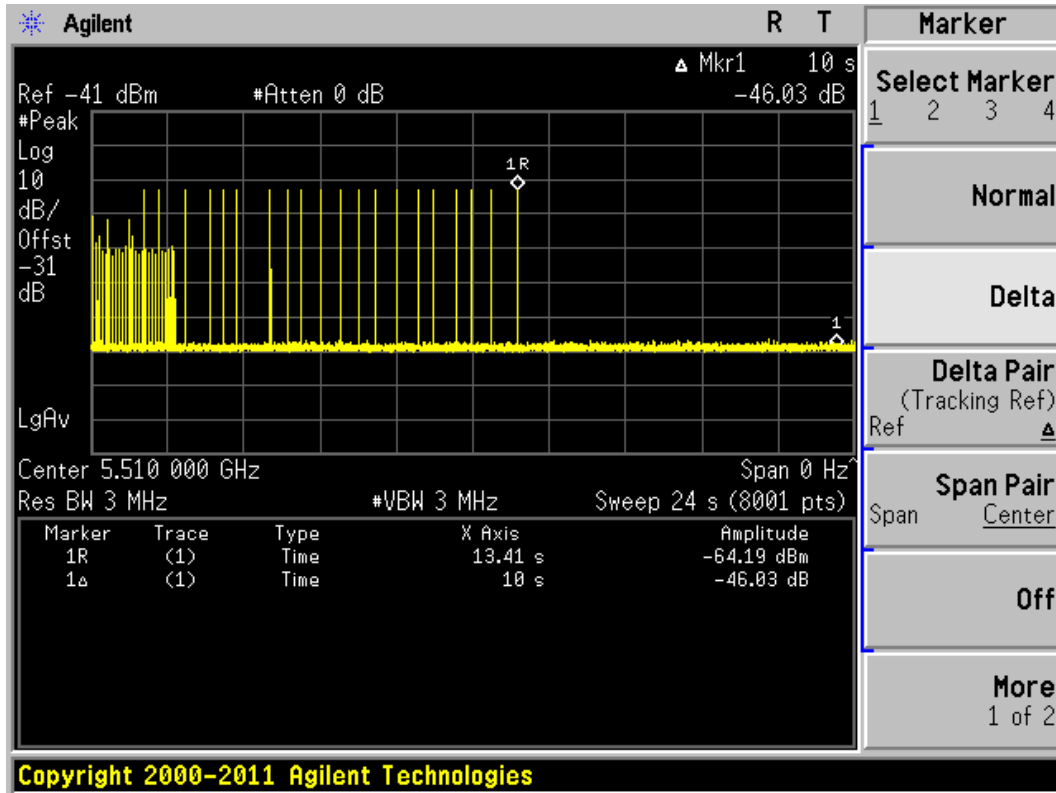 Agilent R T Marker
Δ Mkr1 10 s
Ref -41 dBm #Atten 0 dB -46.03 dB
#Peak
Log
10
dB/
Offst
-31
dB
1R
1
LgAv
Center 5.510 000 GHz Span 0 Hz^
Res BW 3 MHz #VBW 3 MHz Sweep 24 s (8001 pts)
Marker Trace Type X Axis Amplitude
1R (1) Time 13.41 s -64.19 dBm
1Δ (1) Time 10 s -46.03 dB
Select Marker
1 2 3 4
Normal
Delta
Delta Pair
(Tracking Ref)
Ref Δ
Span Pair
Span Center
Off
More
1 of 2
Copyright 2000-2011 Agilent Technologies